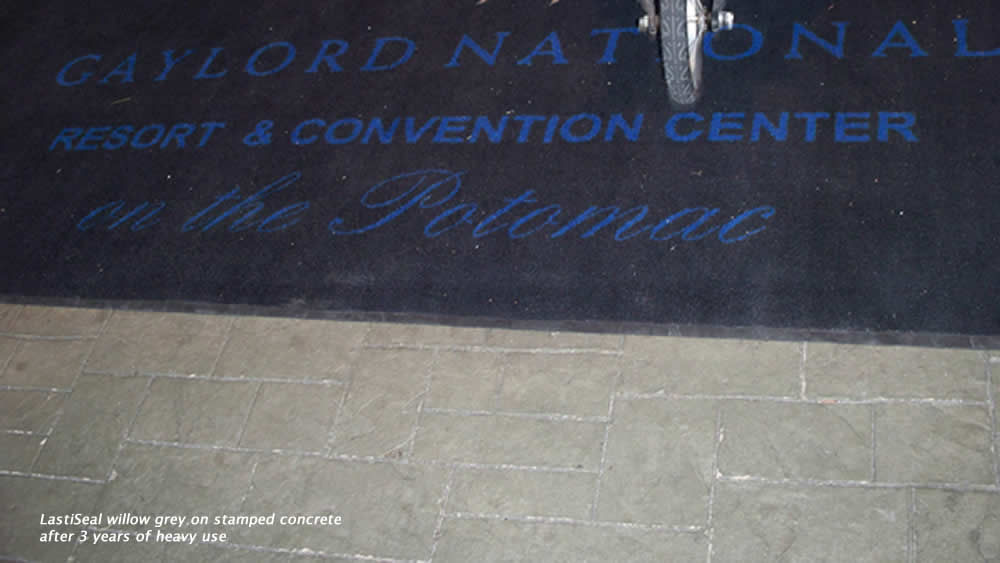 GAYLORD NATIONAL
RESORT & CONVENTION CENTER
on the Potomac
LastiSeal willow grey on stamped concrete
after 3 years of heavy use